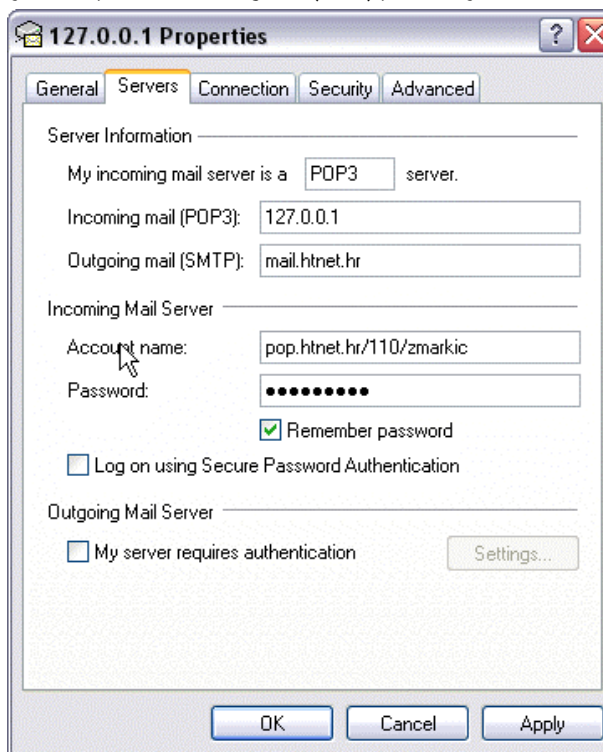 127.0.0.1 Properties
General Servers Connection Security Advanced
Server Information
My incoming mail server is a POP3 server.
Incoming mail (POP3): 127.0.0.1
Outgoing mail (SMTP): mail.htnet.hr
Incoming Mail Server
Account name: pop.htnet.hr/110/zmarkic
Password: ●●●●●●●●●
Remember password
Log on using Secure Password Authentication
Outgoing Mail Server
My server requires authentication Settings...
OK Cancel Apply